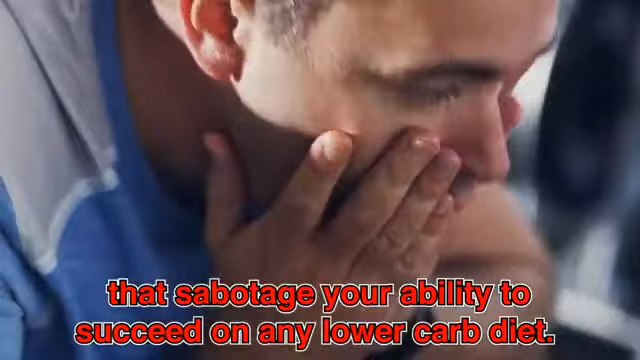 that sabotage your ability to
succeed on any lower carb diet.